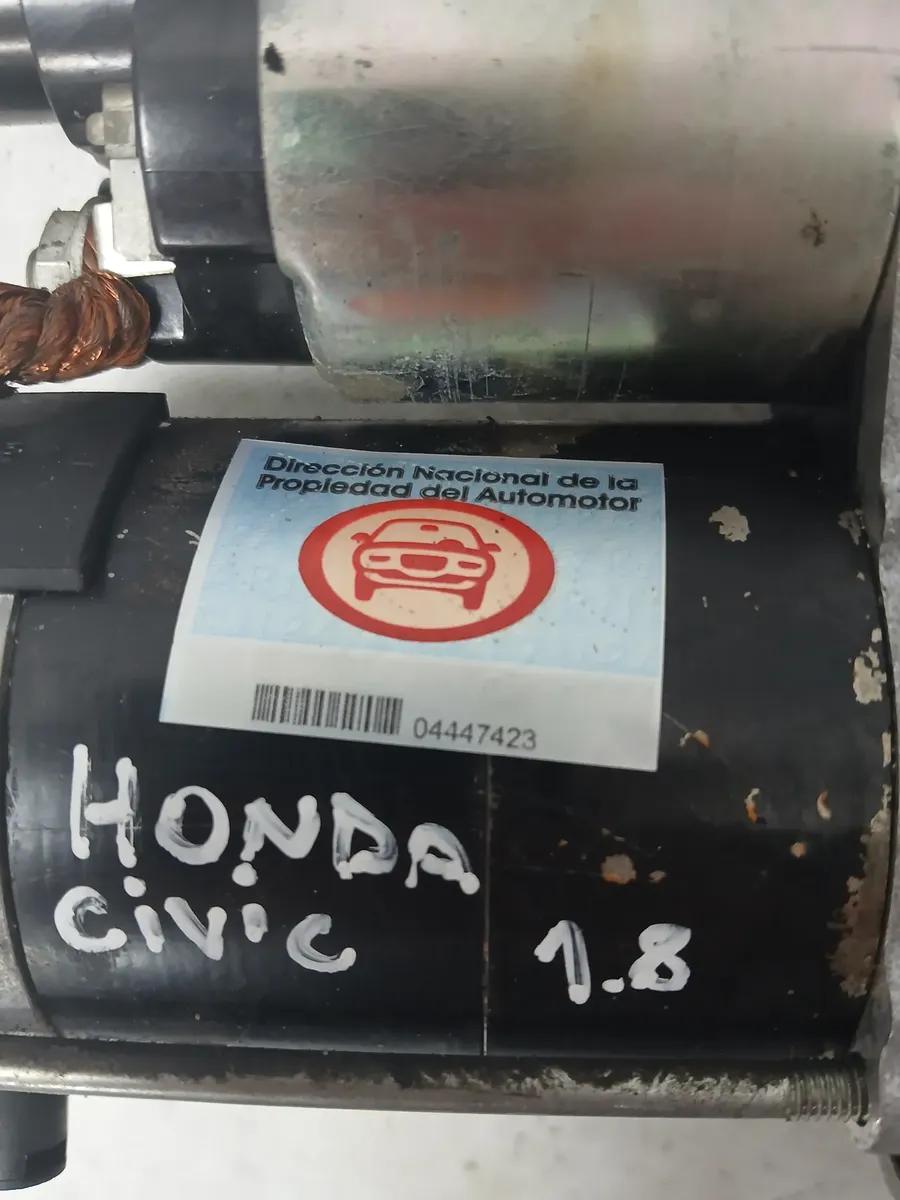 Dirección Nacional de la
Propiedad del Automotor
04447423
HONDA
CiViC 1.8